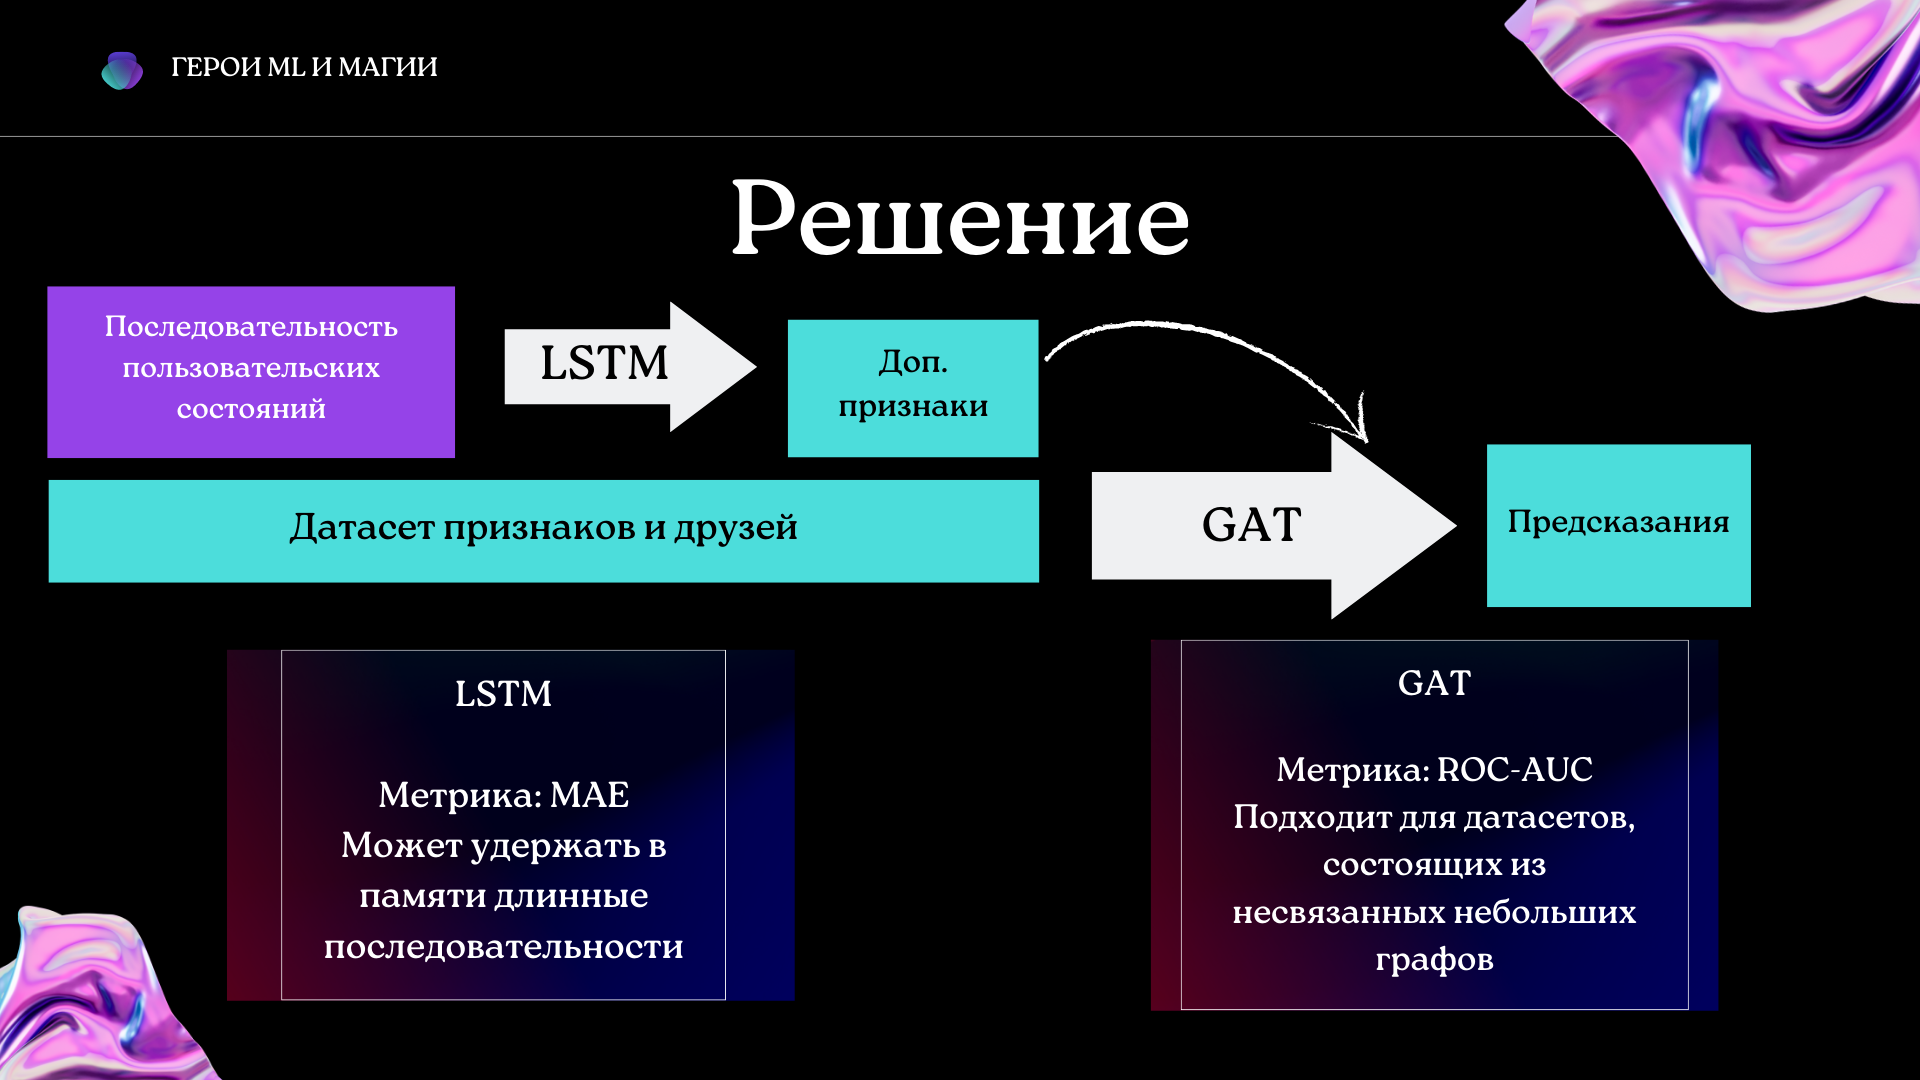 ГЕРОИ ML И МАГИИ
Решение
Последовательность
пользовательских
состояний
LSTM
Доп.
признаки
Датасет признаков и друзей
GAT
Предсказания
LSTM
Метрика: MAE
Может удержать в
памяти длинные
последовательности
GAT
Метрика: ROC-AUC
Подходит для датасетов,
состоящих из
несвязанных небольших
графов